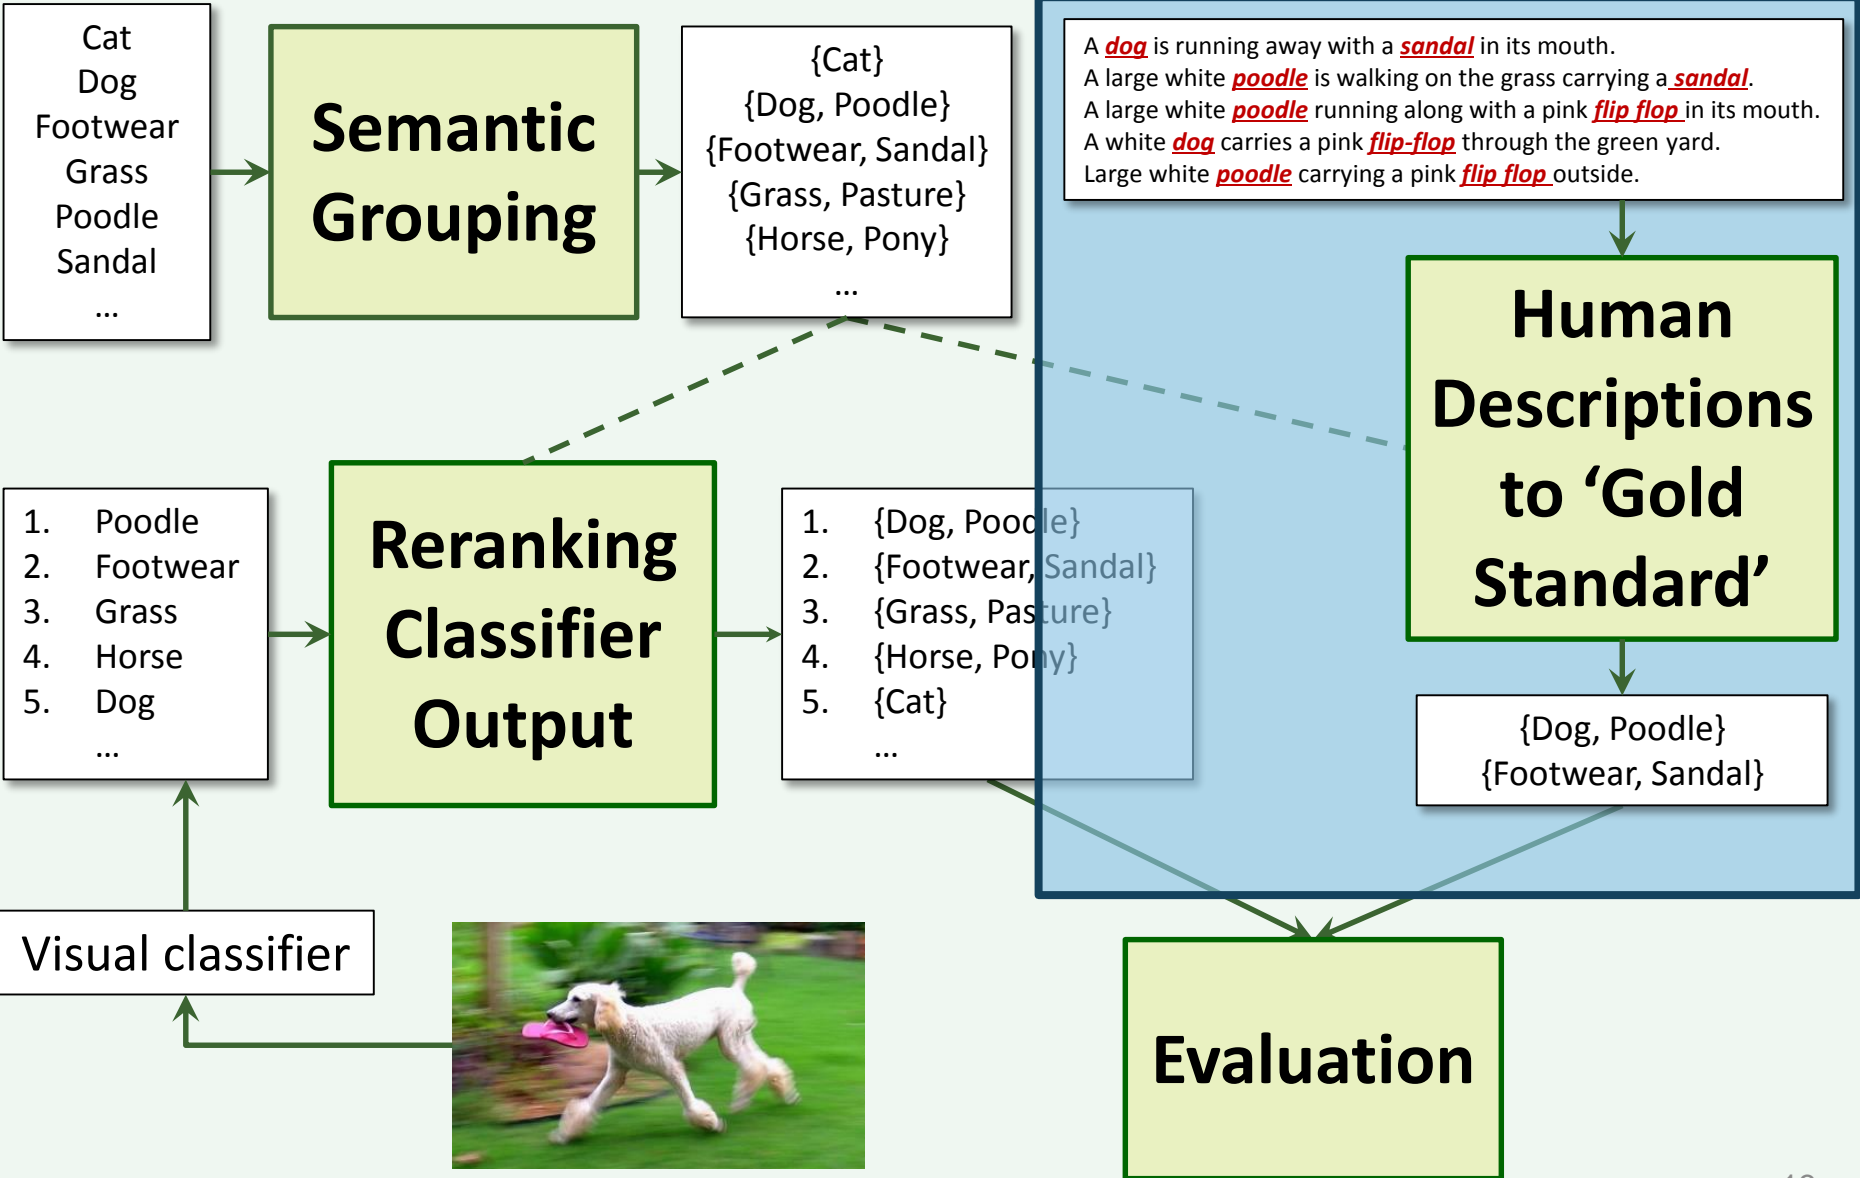 Cat
Dog
Footwear
Grass
Poodle
Sandal
...
Semantic
Grouping
{Cat}
{Dog, Poodle}
{Footwear, Sandal}
{Grass, Pasture}
{Horse, Pony}
...
A dog is running away with a sandal in its mouth.
A large white poodle is walking on the grass carrying a sandal.
A large white poodle running along with a pink flip flop in its mouth.
A white dog carries a pink flip-flop through the green yard.
Large white poodle carrying a pink flip flop outside.
Human
Descriptions
to ‘Gold
Standard’
1. Poodle
2. Footwear
3. Grass
4. Horse
5. Dog
...
Reranking
Classifier
Output
1. {Dog, Poodle}
2. {Footwear, Sandal}
3. {Grass, Pasture}
4. {Horse, Pony}
5. {Cat}
...
{Dog, Poodle}
{Footwear, Sandal}
Visual classifier
Evaluation